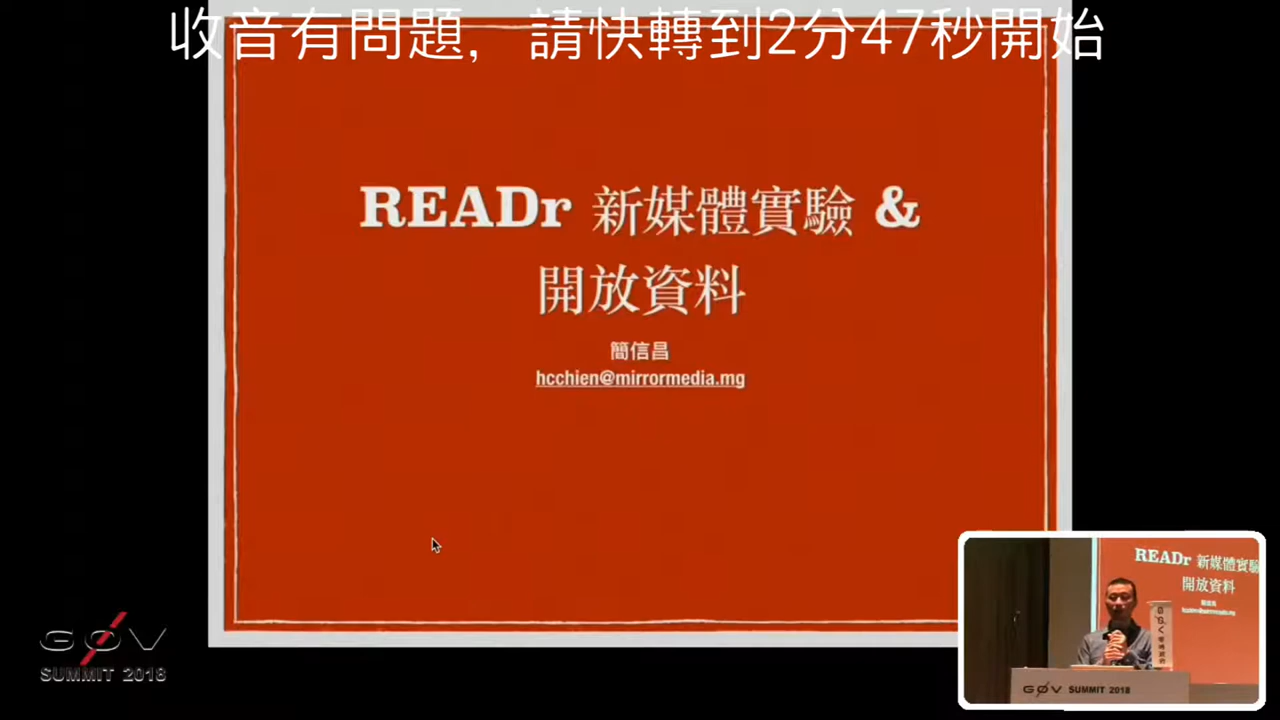 收音有問題, 請快轉到2分47秒開始
READr 新媒體實驗 &
開放資料
簡信昌
hcchien@mirrormedia.mg
GØV
SUMMIT 2018
READr 新媒體實驗
開放資料
GØV SUMMIT 2018